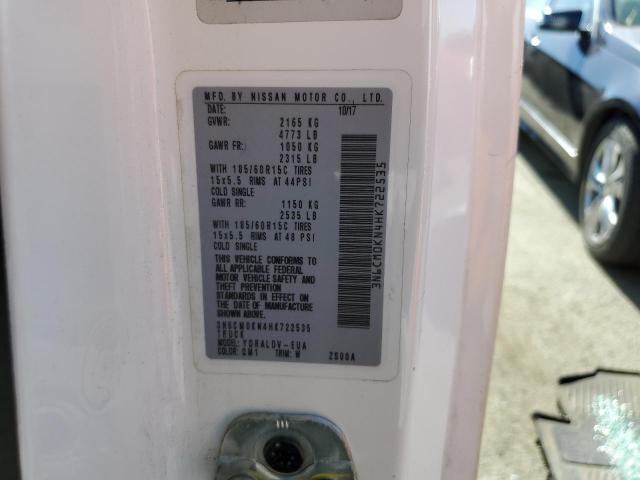 MFD. BY NISSAN MOTOR CO., LTD.
DATE: 10/17
GVWR: 2165 KG
4773 LB
GAWR FR: 1050 KG
2315 LB
WITH 185/60R15C TIRES
15x5.5 RIMS AT 44PSI
COLD SINGLE
GAWR RR: 1150 KG
2535 LB
WITH 185/60R15C TIRES
15x5.5 RIMS AT 48 PSI
COLD SINGLE
THIS VEHICLE CONFORMS TO
ALL APPLICABLE FEDERAL
MOTOR VEHICLE SAFETY AND
THEFT PREVENTION
STANDARDS IN EFFECT ON THE
DATE OF MANUFACTURE
SHOWN ABOVE.
3N6CM0KN4HK722535
TRUCK
MODEL: YDRALDV-EUA
COLOR: QM1 TRIM: W ZS00A
3N6CM0KN4HK722535